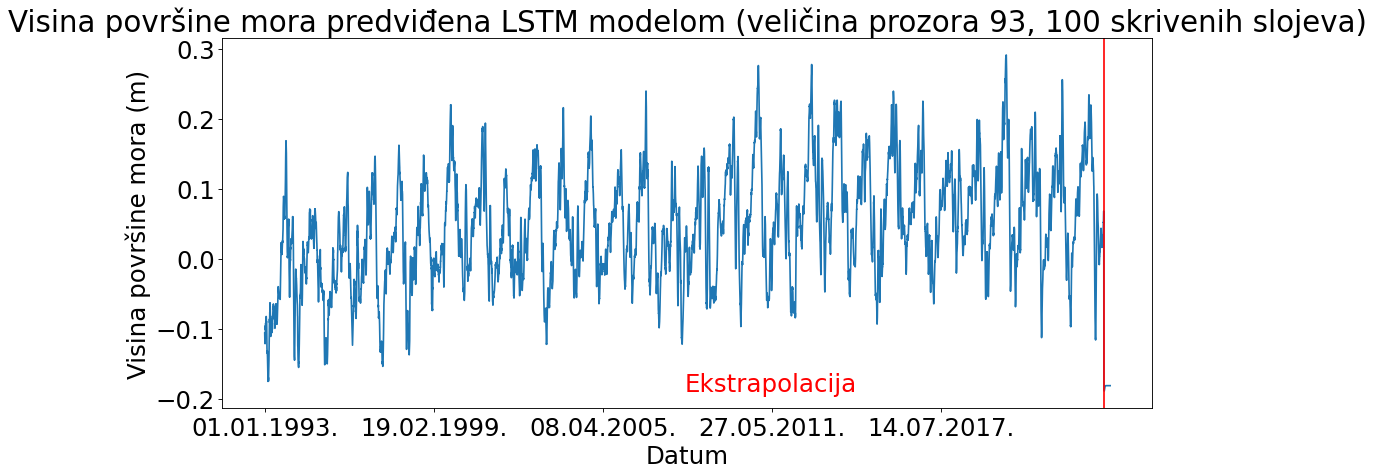 Visina površine mora predviđena LSTM modelom (veličina prozora 93, 100 skrivenih slojeva)
Visina površine mora (m)
0.3
0.2
0.1
0.0
−0.1
−0.2
Ekstrapolacija
01.01.1993. 19.02.1999. 08.04.2005. 27.05.2011. 14.07.2017.
Datum